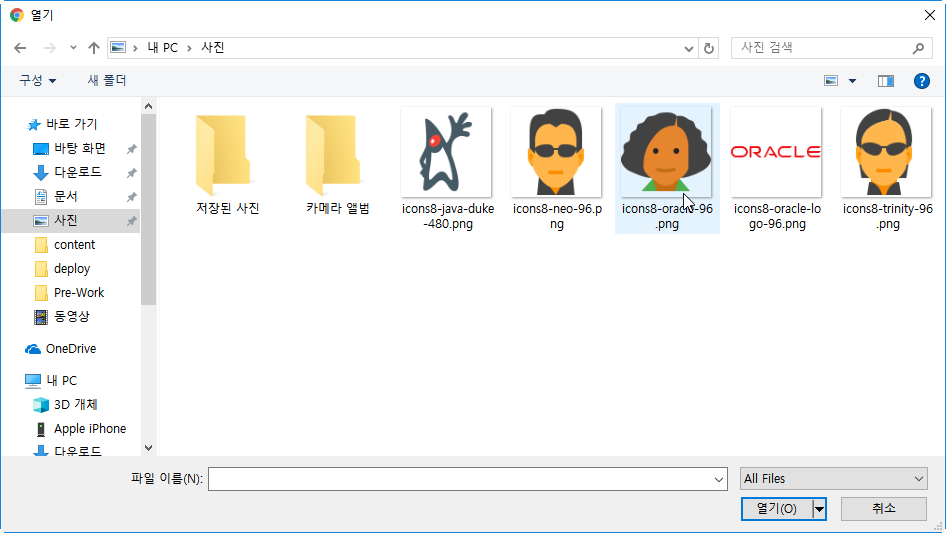 열기
내 PC
사진
사진 검색
구성
새 폴더
바로 가기
바탕 화면
다운로드
문서
사진
content
deploy
Pre-Work
동영상
OneDrive
내 PC
3D 개체
Apple iPhone
다운로드
저장된 사진
카메라 앨범
icons8-java-duke
-480.png
icons8-neo-96.p
ng
icons8-oracle-96
.png
ORACLE
icons8-oracle-lo
go-96.png
icons8-trinity-96
.png
파일 이름(N):
All Files
열기(O)
취소